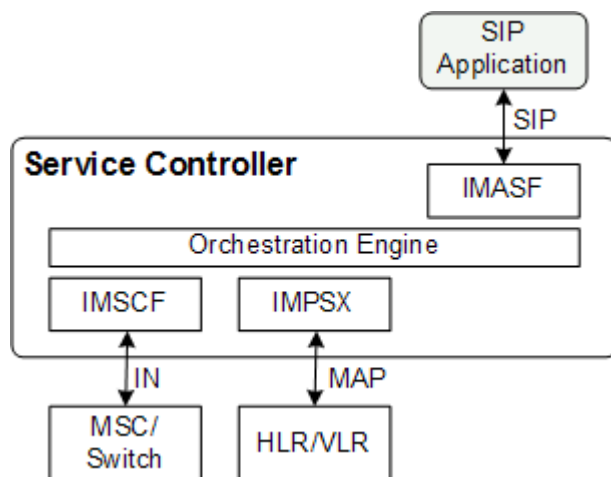 SIP
Application
SIP
Service Controller
IMASF
Orchestration Engine
IMSCF
IMPSX
IN
MAP
MSC/
Switch
HLR/VLR